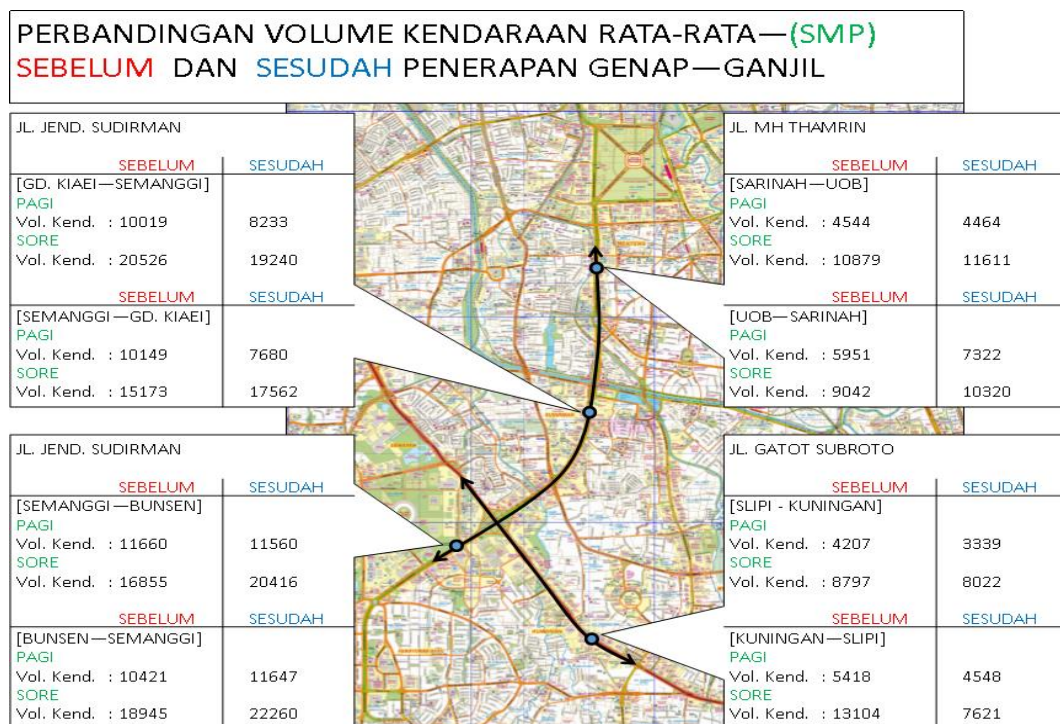 PERBANDINGAN VOLUME KENDARAAN RATA-RATA—(SMP)
SEBELUM DAN SESUDAH PENERAPAN GENAP—GANJIL
JL. JEND. SUDIRMAN
SEBELUM SESUDAH
[GD. KIAEI—SEMANGGI]
PAGI
Vol. Kend. : 10019 8233
SORE
Vol. Kend. : 20526 19240
SEBELUM SESUDAH
[SEMANGGI—GD. KIAEI]
PAGI
Vol. Kend. : 10149 7680
SORE
Vol. Kend. : 15173 17562
JL. MH THAMRIN
SEBELUM SESUDAH
[SARINAH—UOB]
PAGI
Vol. Kend. : 4544 4464
SORE
Vol. Kend. : 10879 11611
SEBELUM SESUDAH
[UOB—SARINAH]
PAGI
Vol. Kend. : 5951 7322
SORE
Vol. Kend. : 9042 10320
JL. JEND. SUDIRMAN
SEBELUM SESUDAH
[SEMANGGI—BUNSEN]
PAGI
Vol. Kend. : 11660 11560
SORE
Vol. Kend. : 16855 20416
SEBELUM SESUDAH
[BUNSEN—SEMANGGI]
PAGI
Vol. Kend. : 10421 11647
SORE
Vol. Kend. : 18945 22260
JL. GATOT SUBROTO
SEBELUM SESUDAH
[SLIPI - KUNINGAN]
PAGI
Vol. Kend. : 4207 3339
SORE
Vol. Kend. : 8797 8022
SEBELUM SESUDAH
[KUNINGAN—SLIPI]
PAGI
Vol. Kend. : 5418 4548
SORE
Vol. Kend. : 13104 7621